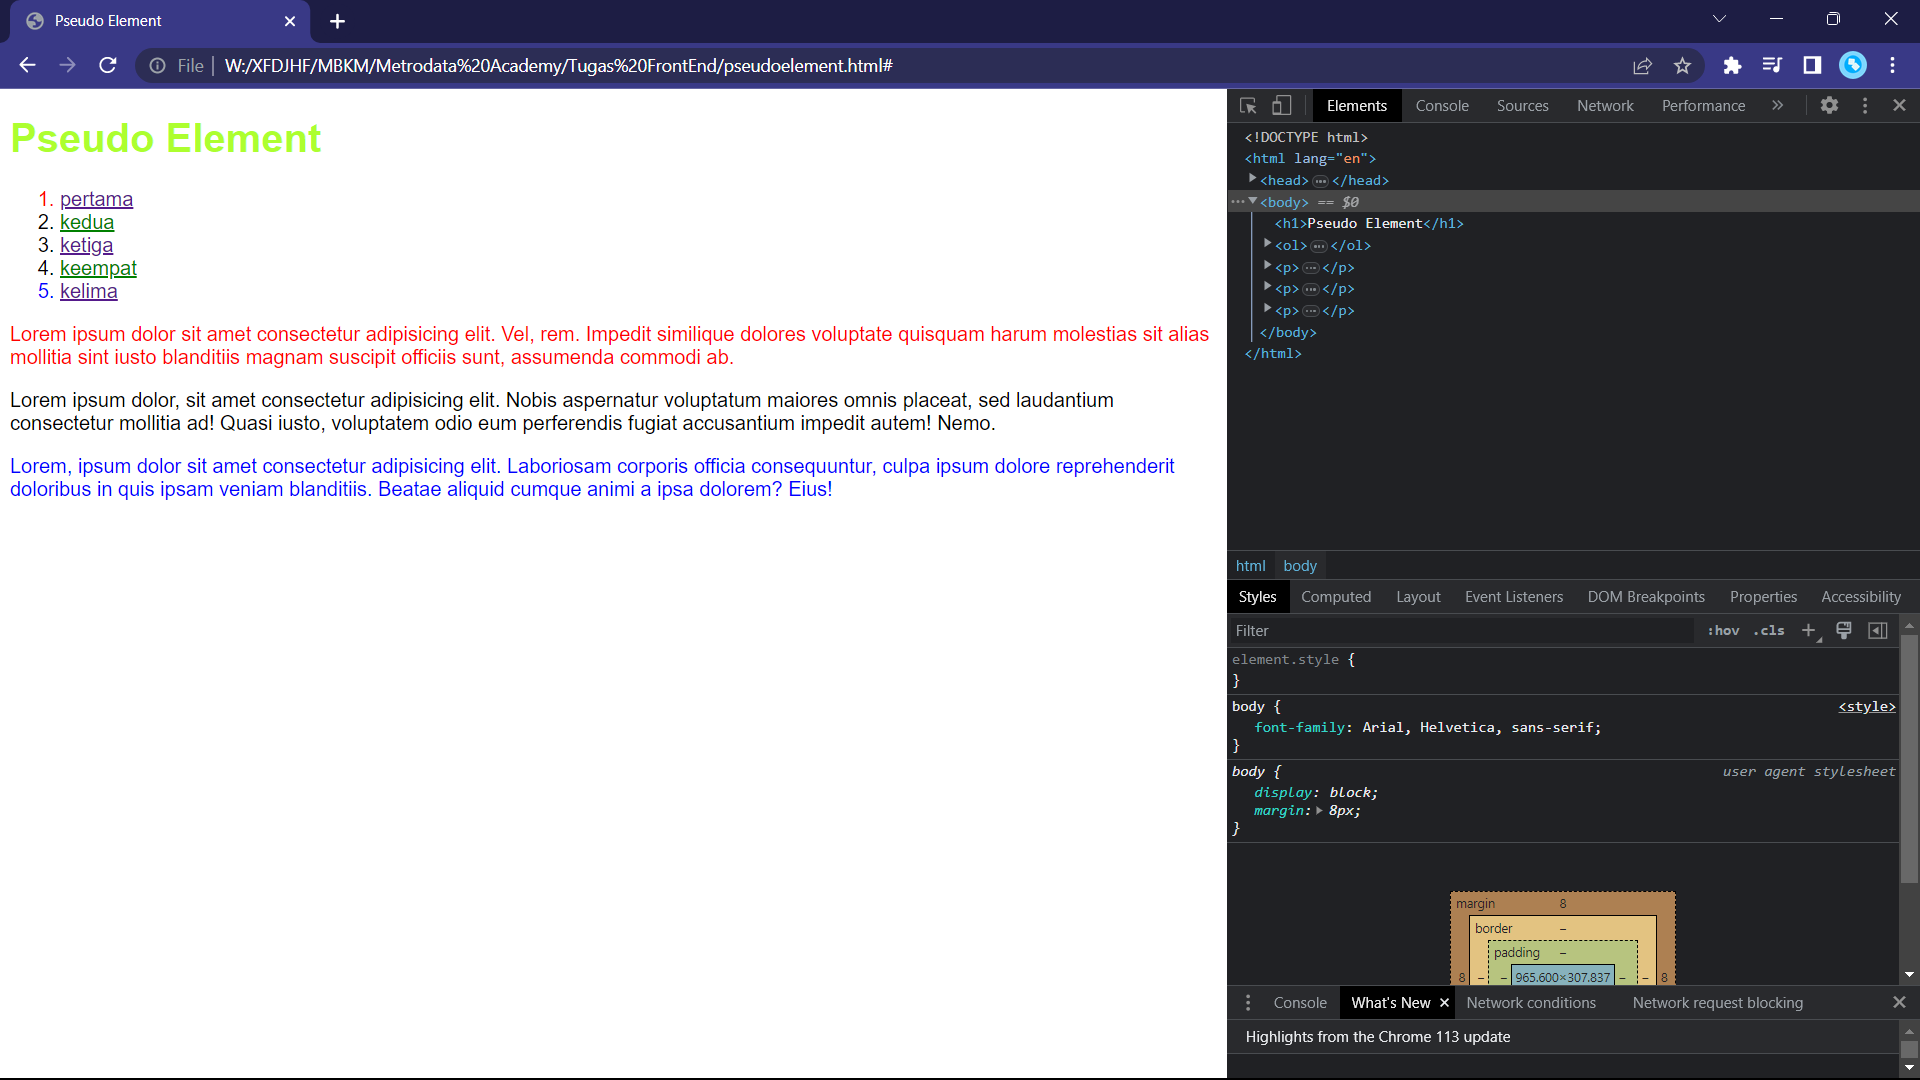 Pseudo Element
File W:/XFDJHF/MBKM/Metrodata%20Academy/Tugas%20FrontEnd/pseudoelement.html#
Pseudo Element
1. pertama
2. kedua
3. ketiga
4. keempat
5. kelima
Lorem ipsum dolor sit amet consectetur adipisicing elit. Vel, rem. Impedit similique dolores voluptate quisquam harum molestias sit alias
mollitia sint iusto blanditiis magnam suscipit officiis sunt, assumenda commodi ab.
Lorem ipsum dolor, sit amet consectetur adipisicing elit. Nobis aspernatur voluptatum maiores omnis placeat, sed laudantium
consectetur mollitia ad! Quasi iusto, voluptatem odio eum perferendis fugiat accusantium impedit autem! Nemo.
Lorem, ipsum dolor sit amet consectetur adipisicing elit. Laboriosam corporis officia consequuntur, culpa ipsum dolore reprehenderit
doloribus in quis ipsam veniam blanditiis. Beatae aliquid cumque animi a ipsa dolorem? Eius!
Elements Console Sources Network Performance »
<!DOCTYPE html>
<html lang="en">
<head>…</head>
<body> == $0
<h1>Pseudo Element</h1>
<ol>…</ol>
<p>…</p>
<p>…</p>
<p>…</p>
</body>
</html>
html body
Styles Computed Layout Event Listeners DOM Breakpoints Properties Accessibility
Filter :hov .cls +
element.style {
}
body { <style>
font-family: Arial, Helvetica, sans-serif;
}
body { user agent stylesheet
display: block;
margin: 8px;
}
margin 8
border –
padding –
8 – – 965.600×307.837 – – 8
Console What's New Network conditions Network request blocking
Highlights from the Chrome 113 update